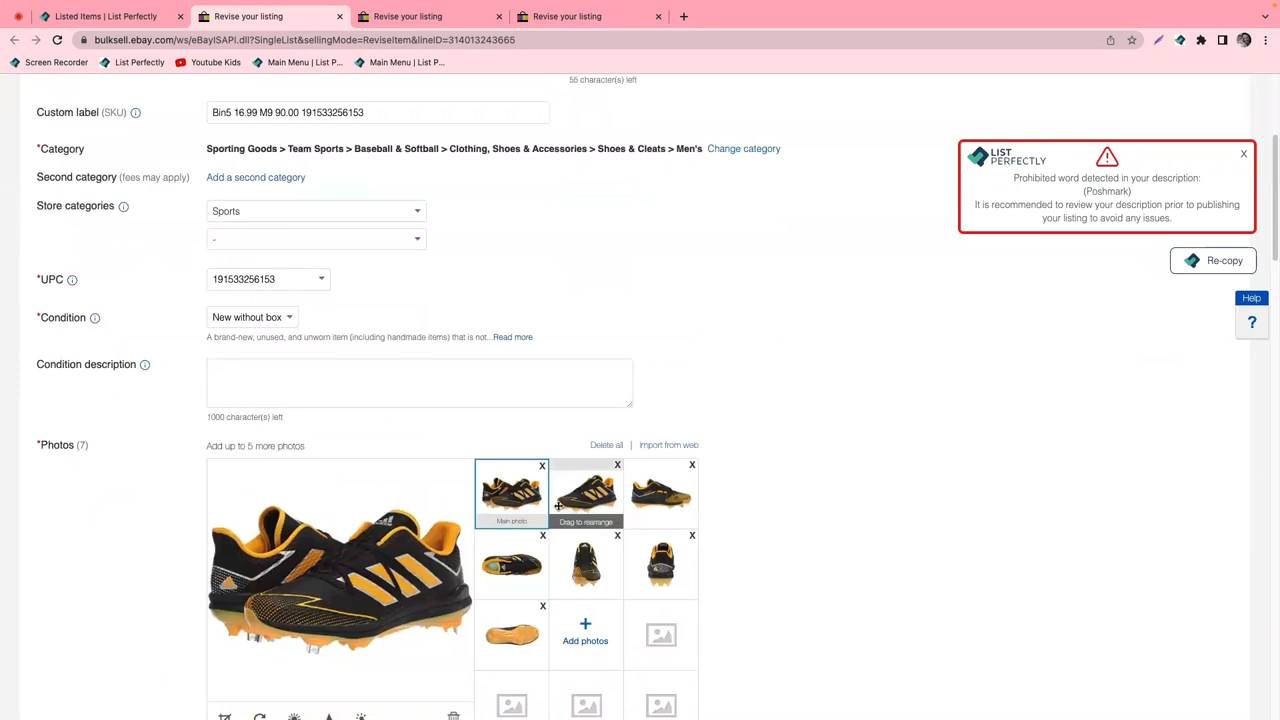 Listed Items | List Perfectly
Revise your listing
Revise your listing
Revise your listing
bulksell.ebay.com/ws/eBayISAPI.dll?SingleList&sellingMode=ReviseItem&lineID=314013243665
Screen Recorder
List Perfectly
Youtube Kids
Main Menu | List P...
Main Menu | List P...
55 character(s) left
Custom label (SKU)
Bin5 16.99 M9 90.00 191533256153
*Category
Sporting Goods > Team Sports > Baseball & Softball > Clothing, Shoes & Accessories > Shoes & Cleats > Men's Change category
Second category (fees may apply)
Add a second category
Store categories
Sports
-
*UPC
191533256153
*Condition
New without box
A brand-new, unused, and unworn item (including handmade items) that is not...Read more
Condition description
1000 character(s) left
*Photos (7)
Add up to 5 more photos
Delete all | Import from web
Main photo
Drag to rearrange
+
Add photos
LIST
PERFECTLY
X
Prohibited word detected in your description:
(Poshmark)
It is recommended to review your description prior to publishing
your listing to avoid any issues.
Re-copy
Help
?